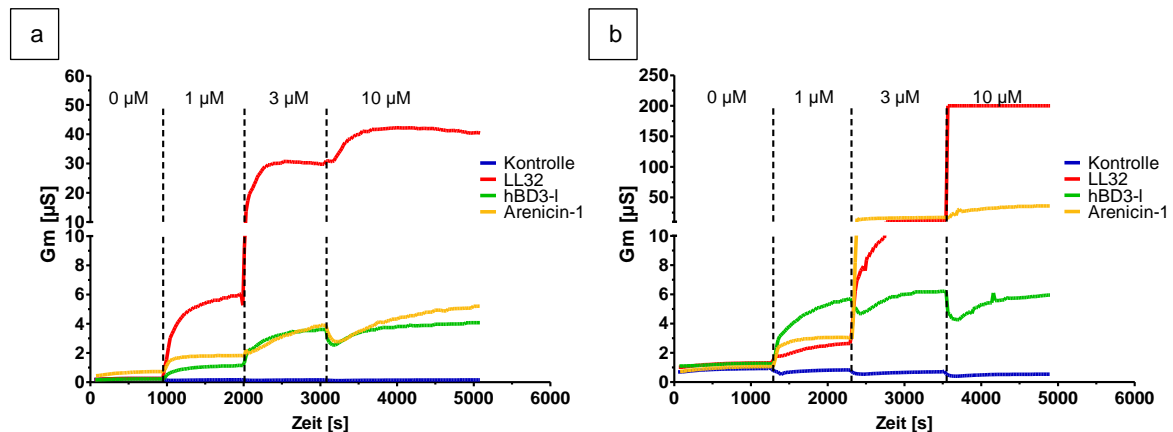 a
60
50
40
30
20
10
10
8
6
4
2
0
0 µM
1 µM
3 µM
10 µM
Kontrolle
LL32
hBD3-l
Arenicin-1
Gm [µS]
0
1000
2000
3000
4000
5000
6000
Zeit [s]
b
250
200
150
100
50
10
8
6
4
2
0
0 µM
1 µM
3 µM
10 µM
Kontrolle
LL32
hBD3-l
Arenicin-1
Gm [µS]
0
1000
2000
3000
4000
5000
6000
Zeit [s]